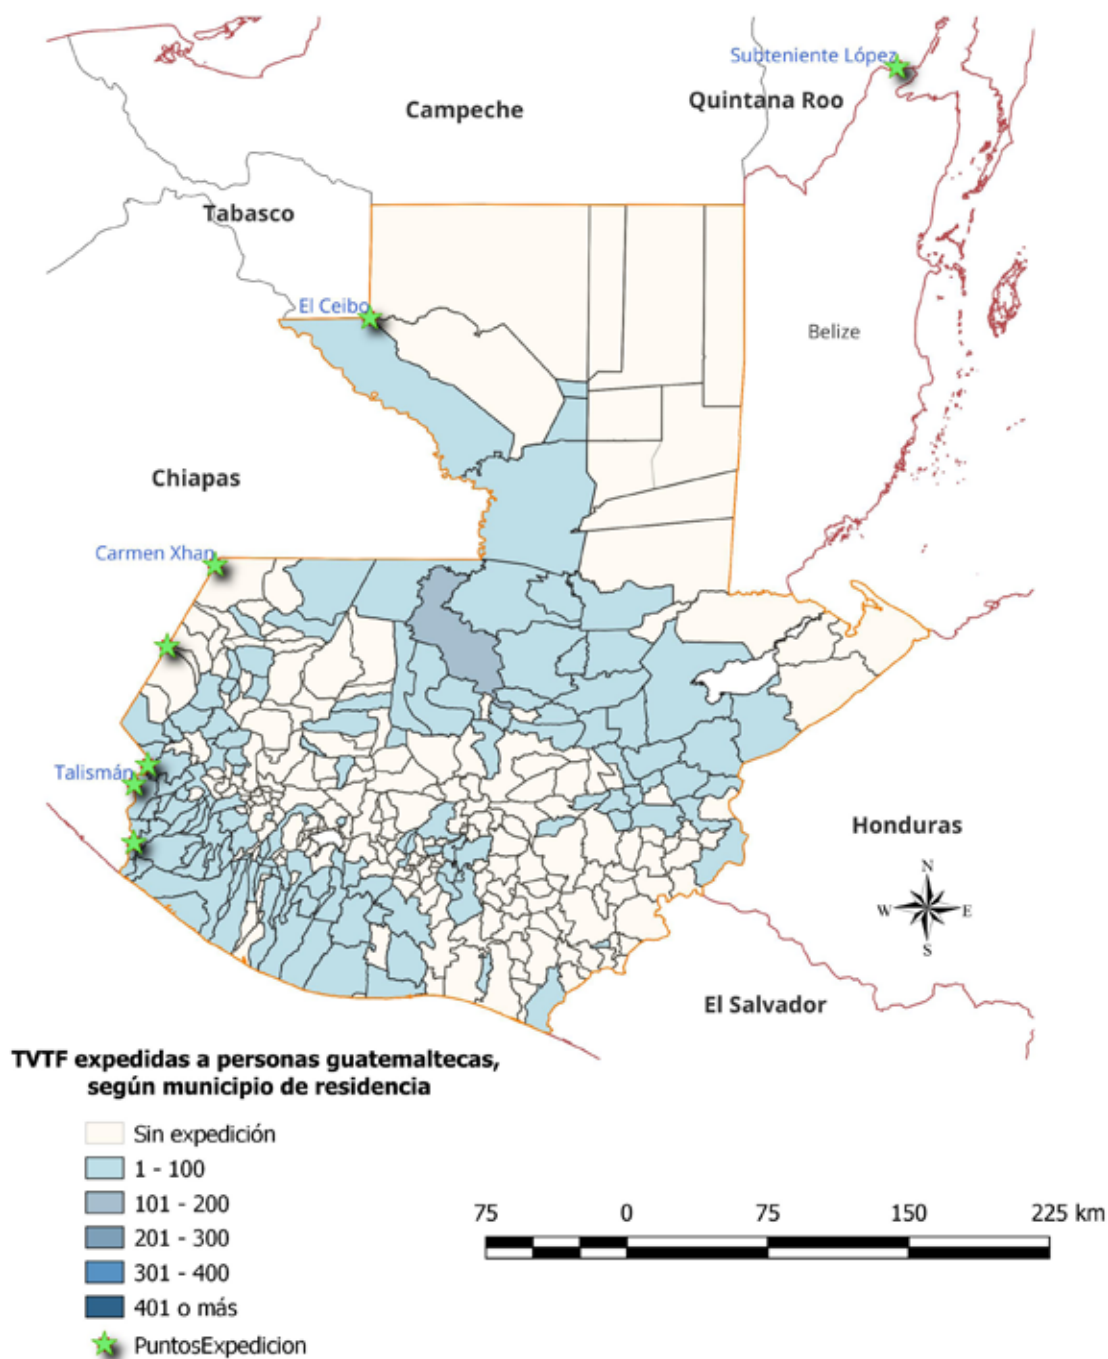 Subteniente López
Campeche
Quintana Roo
Tabasco
El Ceibo
Belize
Chiapas
Carmen Xhan
Talismán
Honduras
N
W E
S
El Salvador
TVTF expedidas a personas guatemaltecas,
según municipio de residencia
Sin expedición
1 - 100
101 - 200
201 - 300
301 - 400
401 o más
PuntosExpedicion
75 0 75 150 225 km